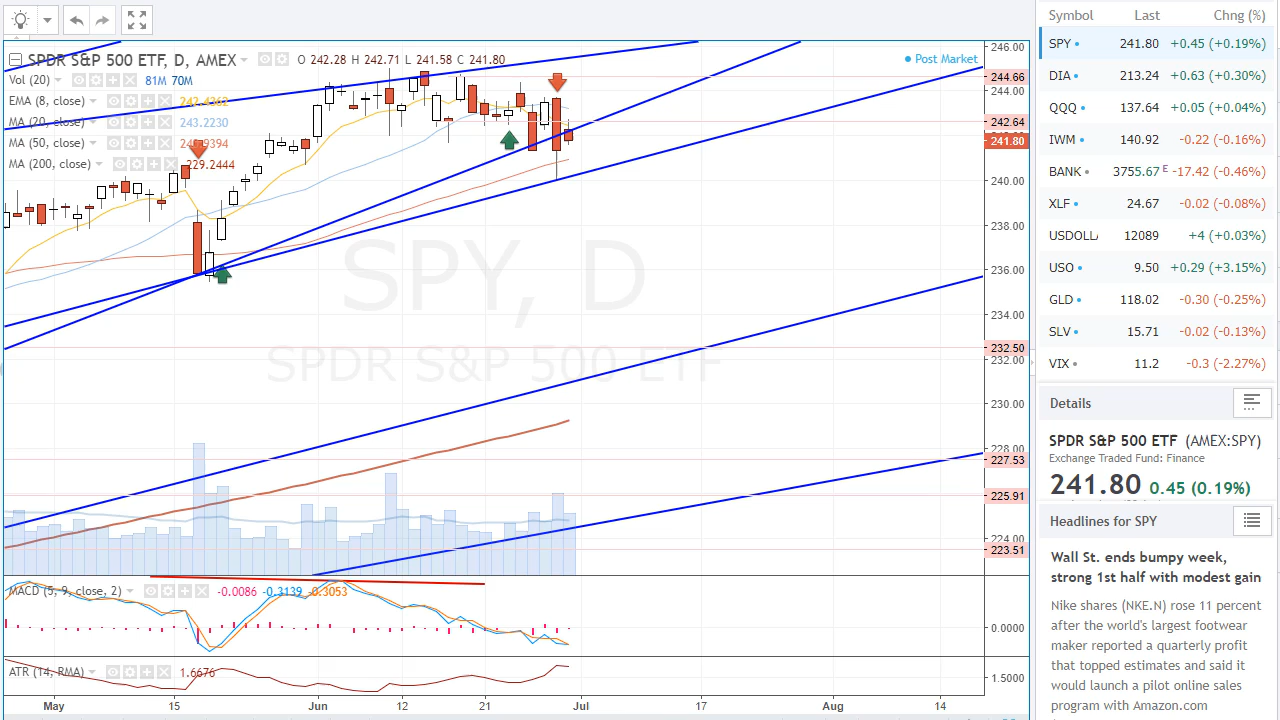 SPDR S&P 500 ETF, D, AMEX O 242.28 H 242.71 L 241.58 C 241.80
Post Market
Vol (20) 81M 70M
EMA (8, close) 242.4362
MA (20, close) 243.2230
MA (50, close)
MA (200, close) 229.2444
SPY, D
SPDR S&P 500 ETF
246.00
244.66
244.00
242.64
241.80
240.00
238.00
236.00
234.00
232.50
232.00
230.00
228.00
227.53
225.91
224.00
223.51
MACD (5, 9, close, 2) -0.0086 -0.3139 -0.3053
0.0000
ATR (14, RMA) 1.6676
1.5000
May 15 Jun 12 21 Jul 17 Aug 14
Symbol Last Chng (%)
SPY 241.80 +0.45 (+0.19%)
DIA 213.24 +0.63 (+0.30%)
QQQ 137.64 +0.05 (+0.04%)
IWM 140.92 -0.22 (-0.16%)
BANK 3755.67 E -17.42 (-0.46%)
XLF 24.67 -0.02 (-0.08%)
USDOLL 12089 +4 (+0.03%)
USO 9.50 +0.29 (+3.15%)
GLD 118.02 -0.30 (-0.25%)
SLV 15.71 -0.02 (-0.13%)
VIX 11.2 -0.3 (-2.27%)
Details
SPDR S&P 500 ETF (AMEX:SPY)
Exchange Traded Fund: Finance
241.80 0.45 (0.19%)
Headlines for SPY
Wall St. ends bumpy week,
strong 1st half with modest gain
Nike shares (NKE.N) rose 11 percent
after the world's largest footwear
maker reported a quarterly profit
that topped estimates and said it
would launch a pilot online sales
program with Amazon.com